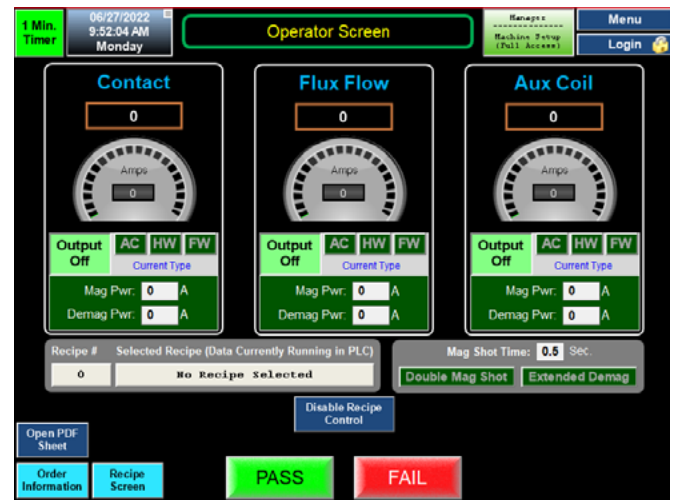 1 Min.
Timer
06/27/2022
9:52:04 AM
Monday
Operator Screen
Manager
Machine Setup
(Full Access)
Menu
Login
Contact
0
Amps
0
Output
Off
AC HW FW
Current Type
Mag Pwr: 0 A
Demag Pwr: 0 A
Flux Flow
0
Amps
0
Output
Off
AC HW FW
Current Type
Mag Pwr: 0 A
Demag Pwr: 0 A
Aux Coil
0
Amps
0
Output
Off
AC HW FW
Current Type
Mag Pwr: 0 A
Demag Pwr: 0 A
Recipe # Selected Recipe (Data Currently Running in PLC)
0 No Recipe Selected
Mag Shot Time: 0.5 Sec.
Double Mag Shot Extended Demag
Disable Recipe
Control
Open PDF
Sheet
Order
Information
Recipe
Screen
PASS
FAIL